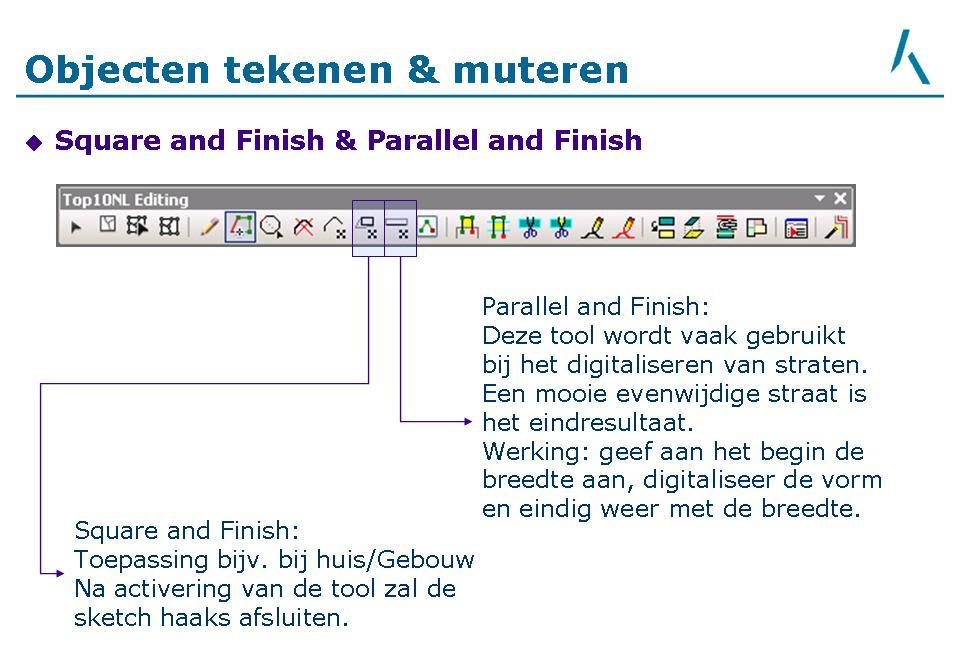 Objecten tekenen & muteren
Square and Finish & Parallel and Finish
Top10NL Editing
Parallel and Finish:
Deze tool wordt vaak gebruikt
bij het digitaliseren van straten.
Een mooie evenwijdige straat is
het eindresultaat.
Werking: geef aan het begin de
breedte aan, digitaliseer de vorm
en eindig weer met de breedte.
Square and Finish:
Toepassing bijv. bij huis/Gebouw
Na activering van de tool zal de
sketch haaks afsluiten.